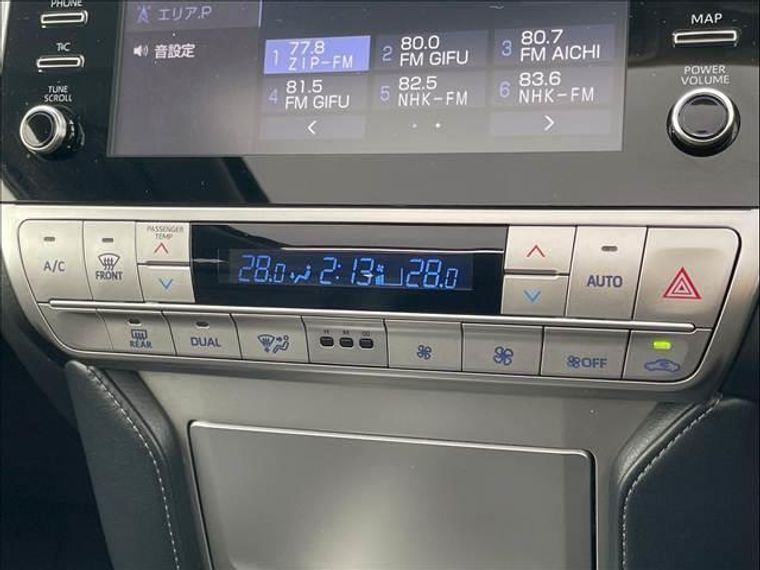 PHONE
T/C
TUNE
SCROLL
エリア.P
音設定
1 77.8
ZIP-FM
2 80.0
FM GIFU
3 80.7
FM AICHI
4 81.5
FM GIFU
5 82.5
NHK-FM
6 83.6
NHK-FM
MAP
POWER
VOLUME
A/C
FRONT
PASSENGER
TEMP
28.0 2:13 28.0
AUTO
REAR
DUAL
H M :00
OFF